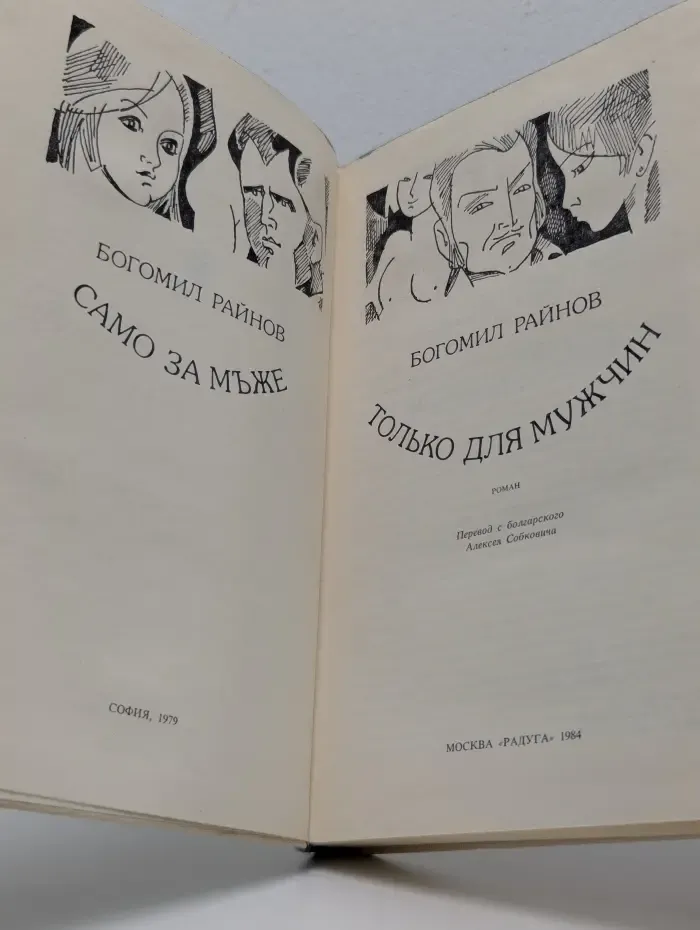 БОГОМИЛ РАЙНОВ
САМО ЗА МЪЖЕ
СОФИЯ, 1979
БОГОМИЛ РАЙНОВ
ТОЛЬКО ДЛЯ МУЖЧИН
РОМАН
Перевод с болгарского
Алексея Собковича
МОСКВА «РАДУГА» 1984